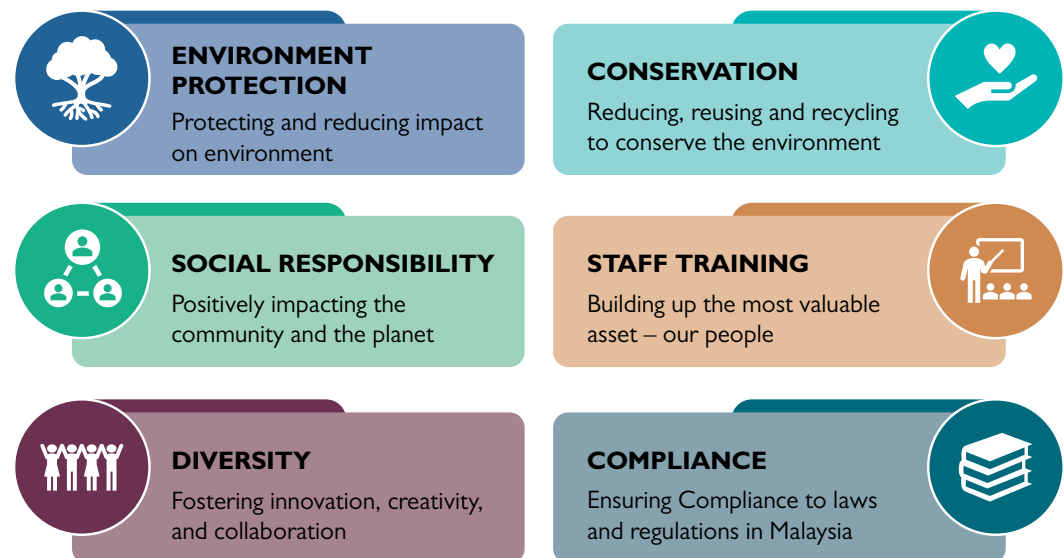 ENVIRONMENT
PROTECTION
Protecting and reducing impact
on environment
CONSERVATION
Reducing, reusing and recycling
to conserve the environment
SOCIAL RESPONSIBILITY
Positively impacting the
community and the planet
STAFF TRAINING
Building up the most valuable
asset – our people
DIVERSITY
Fostering innovation, creativity,
and collaboration
COMPLIANCE
Ensuring Compliance to laws
and regulations in Malaysia